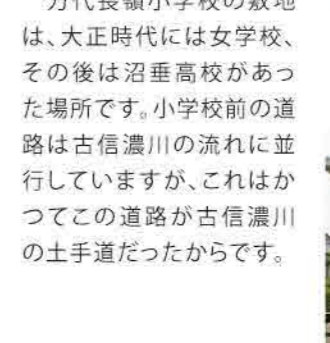 万代長嶺小学校の敷地
は、大正時代には女学校、
その後は沼垂高校があっ
た場所です。小学校前の道
路は古信濃川の流れに並
行していますが、これはか
つてこの道路が古信濃川
の土手道だったからです。